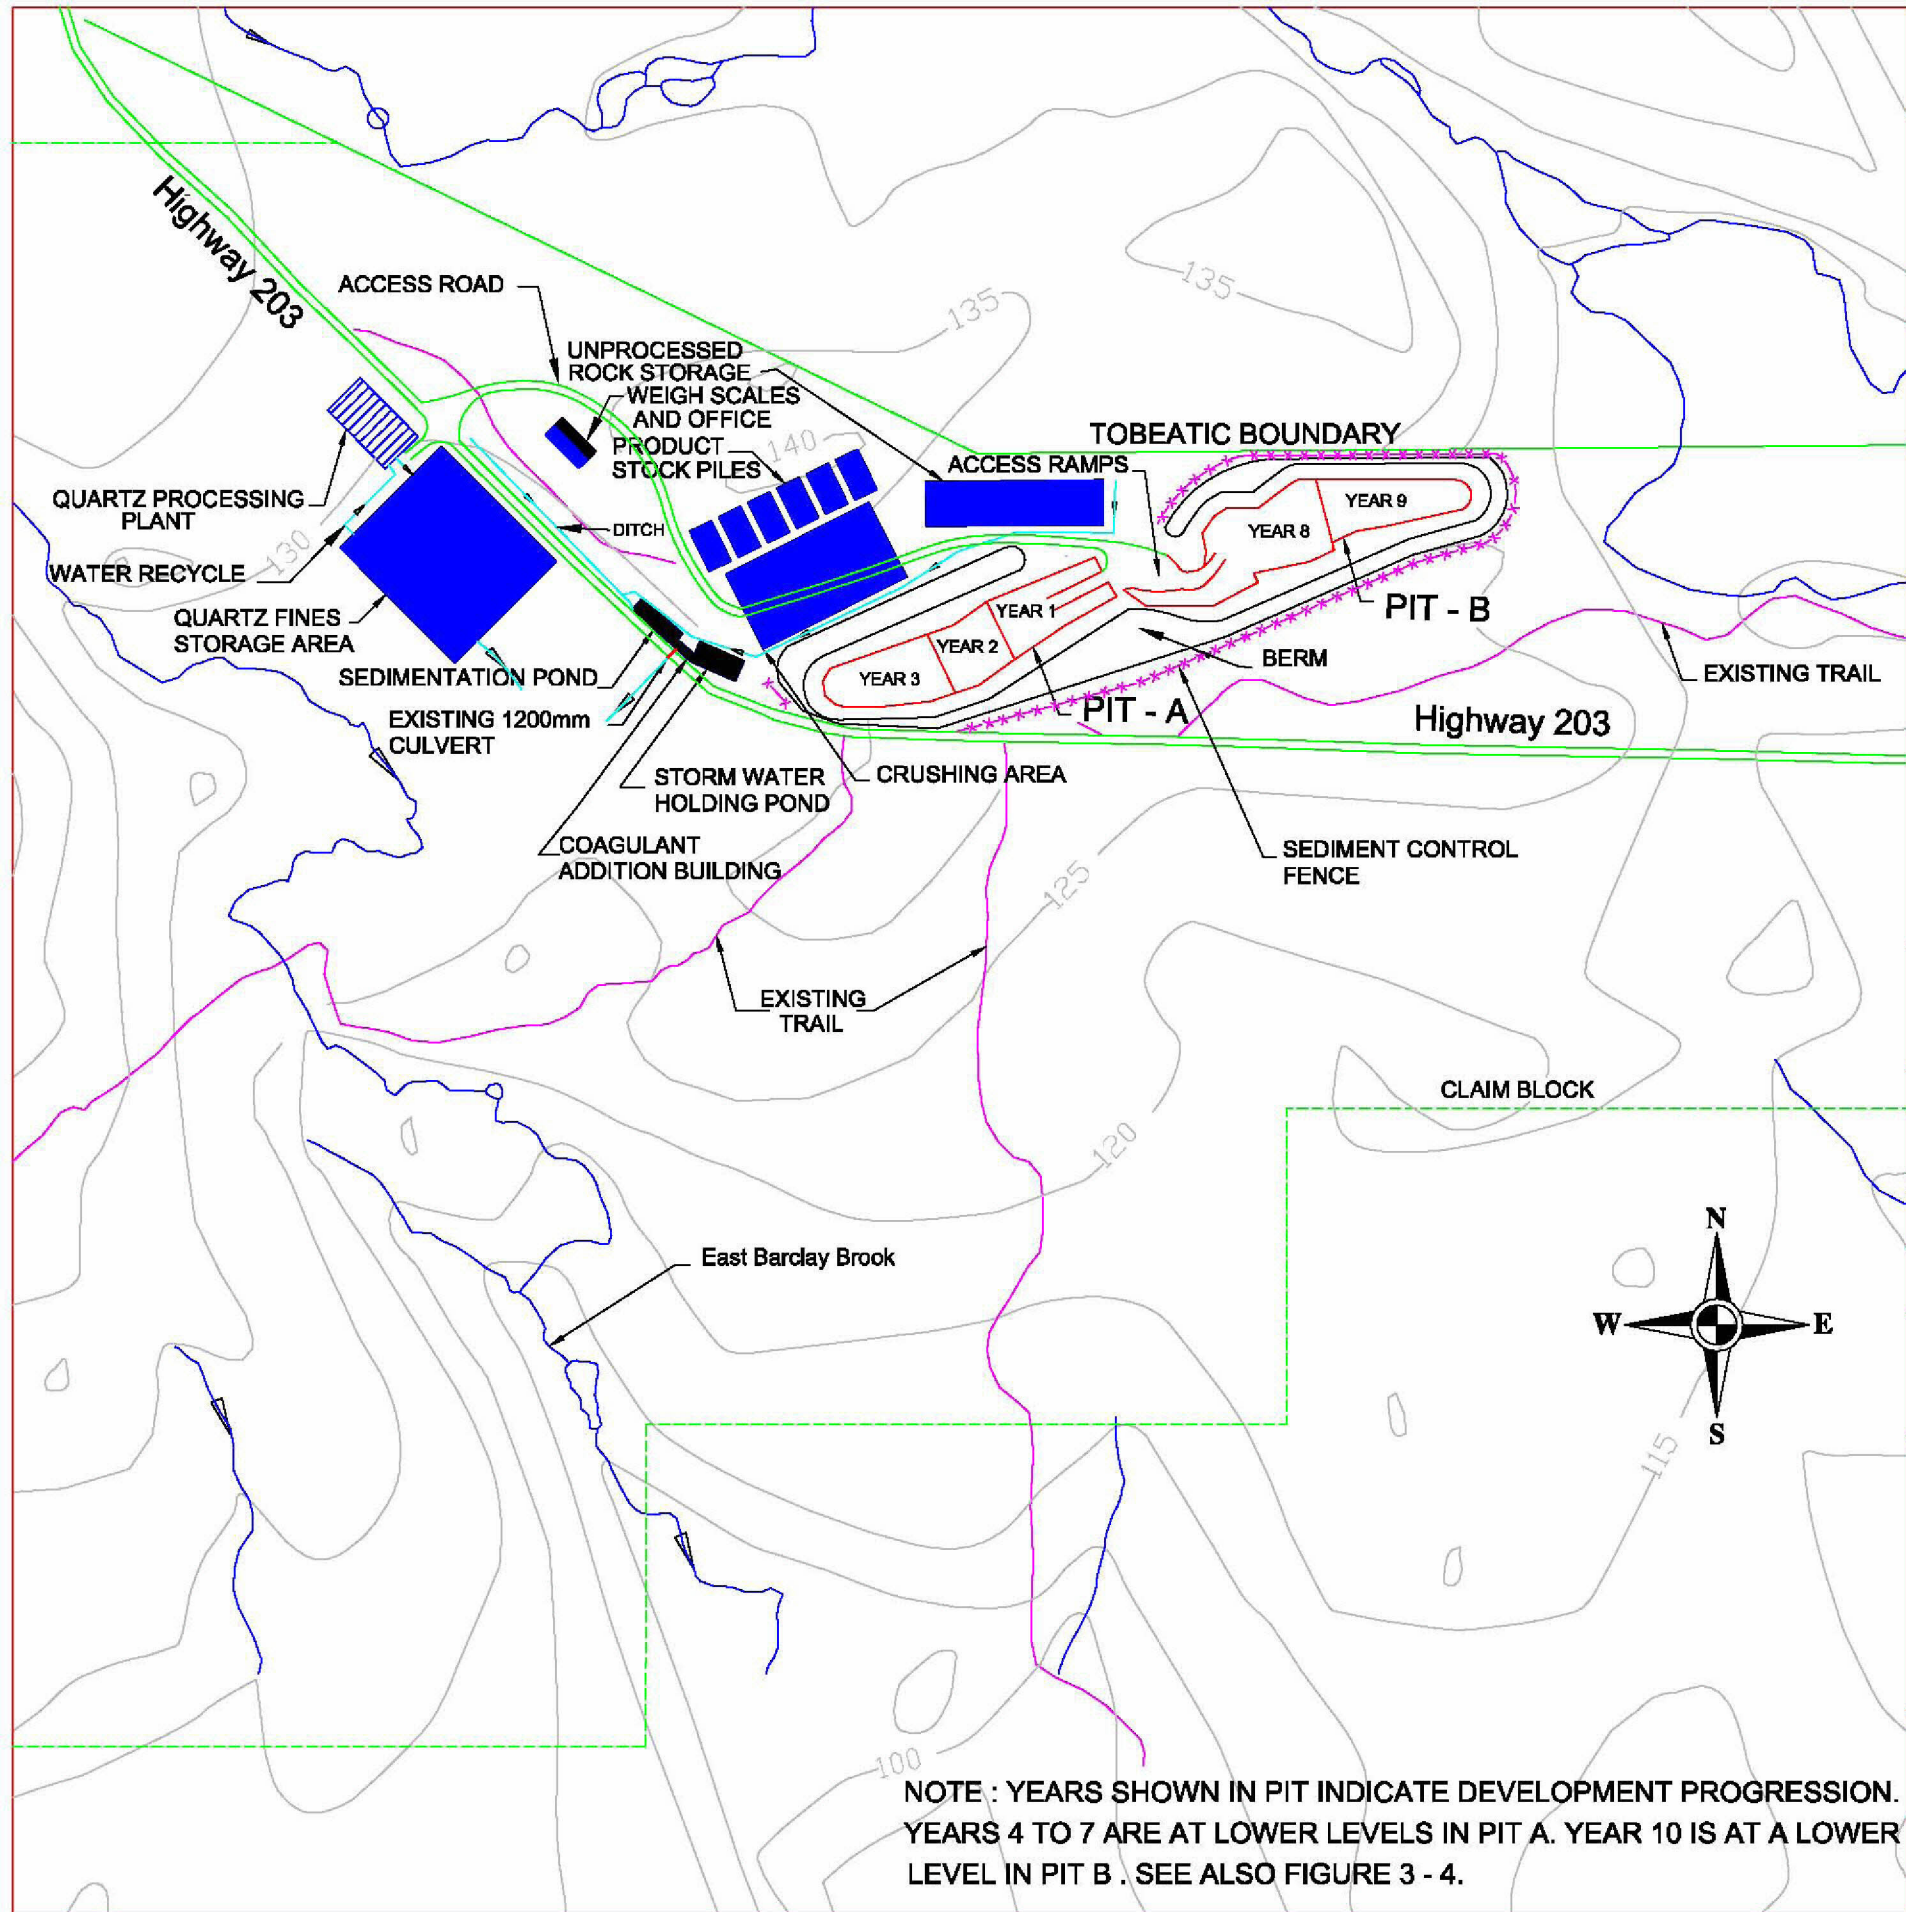 Highway 203
ACCESS ROAD
135
135
UNPROCESSED
ROCK STORAGE
WEIGH SCALES
AND OFFICE
PRODUCT
STOCK PILES
140
TOBEATIC BOUNDARY
ACCESS RAMPS
QUARTZ PROCESSING
PLANT
130
DITCH
YEAR 9
YEAR 8
WATER RECYCLE
QUARTZ FINES
STORAGE AREA
YEAR 1
YEAR 2
YEAR 3
PIT - B
BERM
SEDIMENTATION POND
EXISTING TRAIL
EXISTING 1200mm
CULVERT
PIT - A
Highway 203
STORM WATER
HOLDING POND
CRUSHING AREA
COAGULANT
ADDITION BUILDING
SEDIMENT CONTROL
FENCE
125
EXISTING
TRAIL
CLAIM BLOCK
120
N
W
E
S
East Barclay Brook
115
100
NOTE : YEARS SHOWN IN PIT INDICATE DEVELOPMENT PROGRESSION.
YEARS 4 TO 7 ARE AT LOWER LEVELS IN PIT A. YEAR 10 IS AT A LOWER
LEVEL IN PIT B . SEE ALSO FIGURE 3 - 4.